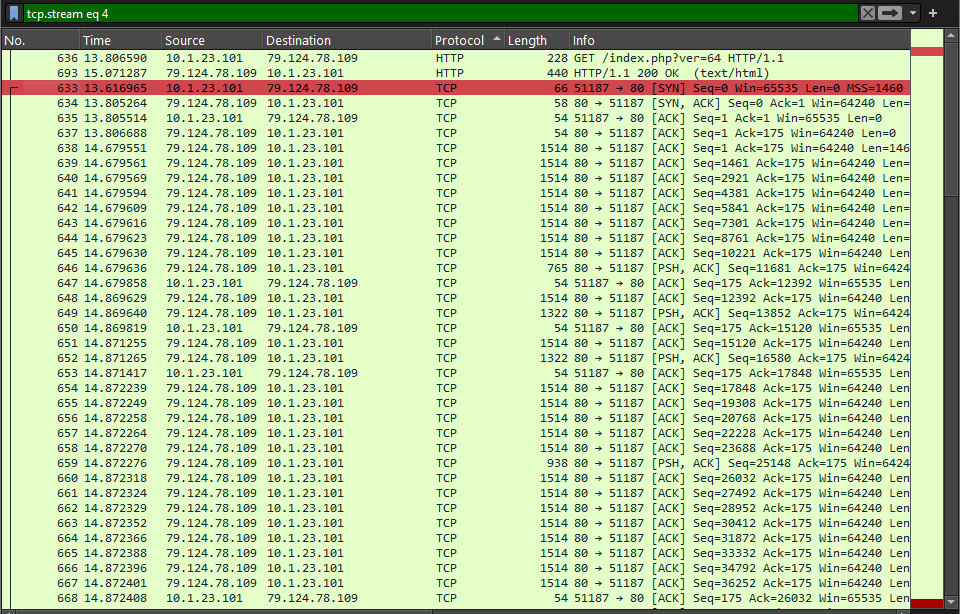 tcp.stream eq 4
No. Time Source Destination Protocol Length Info
636 13.806590 10.1.23.101 79.124.78.109 HTTP 228 GET /index.php?ver=64 HTTP/1.1
693 15.071287 79.124.78.109 10.1.23.101 HTTP 440 HTTP/1.1 200 OK (text/html)
633 13.616965 10.1.23.101 79.124.78.109 TCP 66 51187 → 80 [SYN] Seq=0 Win=65535 Len=0 MSS=1460
634 13.805264 79.124.78.109 10.1.23.101 TCP 58 80 → 51187 [SYN, ACK] Seq=0 Ack=1 Win=64240 Len=
635 13.805514 10.1.23.101 79.124.78.109 TCP 54 51187 → 80 [ACK] Seq=1 Ack=1 Win=65535 Len=0
637 13.806688 79.124.78.109 10.1.23.101 TCP 54 80 → 51187 [ACK] Seq=1 Ack=175 Win=64240 Len=0
638 14.679551 79.124.78.109 10.1.23.101 TCP 1514 80 → 51187 [ACK] Seq=1 Ack=175 Win=64240 Len=146
639 14.679561 79.124.78.109 10.1.23.101 TCP 1514 80 → 51187 [ACK] Seq=1461 Ack=175 Win=64240 Len=
640 14.679569 79.124.78.109 10.1.23.101 TCP 1514 80 → 51187 [ACK] Seq=2921 Ack=175 Win=64240 Len=
641 14.679594 79.124.78.109 10.1.23.101 TCP 1514 80 → 51187 [ACK] Seq=4381 Ack=175 Win=64240 Len=
642 14.679609 79.124.78.109 10.1.23.101 TCP 1514 80 → 51187 [ACK] Seq=5841 Ack=175 Win=64240 Len=
643 14.679616 79.124.78.109 10.1.23.101 TCP 1514 80 → 51187 [ACK] Seq=7301 Ack=175 Win=64240 Len=
644 14.679623 79.124.78.109 10.1.23.101 TCP 1514 80 → 51187 [ACK] Seq=8761 Ack=175 Win=64240 Len=
645 14.679630 79.124.78.109 10.1.23.101 TCP 1514 80 → 51187 [ACK] Seq=10221 Ack=175 Win=64240 Len
646 14.679636 79.124.78.109 10.1.23.101 TCP 765 80 → 51187 [PSH, ACK] Seq=11681 Ack=175 Win=6424
647 14.679858 10.1.23.101 79.124.78.109 TCP 54 51187 → 80 [ACK] Seq=175 Ack=12392 Win=65535 Len
648 14.869629 79.124.78.109 10.1.23.101 TCP 1514 80 → 51187 [ACK] Seq=12392 Ack=175 Win=64240 Len
649 14.869640 79.124.78.109 10.1.23.101 TCP 1322 80 → 51187 [PSH, ACK] Seq=13852 Ack=175 Win=6424
650 14.869819 10.1.23.101 79.124.78.109 TCP 54 51187 → 80 [ACK] Seq=175 Ack=15120 Win=65535 Len
651 14.871255 79.124.78.109 10.1.23.101 TCP 1514 80 → 51187 [ACK] Seq=15120 Ack=175 Win=64240 Len
652 14.871265 79.124.78.109 10.1.23.101 TCP 1322 80 → 51187 [PSH, ACK] Seq=16580 Ack=175 Win=6424
653 14.871417 10.1.23.101 79.124.78.109 TCP 54 51187 → 80 [ACK] Seq=175 Ack=17848 Win=65535 Len
654 14.872239 79.124.78.109 10.1.23.101 TCP 1514 80 → 51187 [ACK] Seq=17848 Ack=175 Win=64240 Len
655 14.872249 79.124.78.109 10.1.23.101 TCP 1514 80 → 51187 [ACK] Seq=19308 Ack=175 Win=64240 Len
656 14.872258 79.124.78.109 10.1.23.101 TCP 1514 80 → 51187 [ACK] Seq=20768 Ack=175 Win=64240 Len
657 14.872264 79.124.78.109 10.1.23.101 TCP 1514 80 → 51187 [ACK] Seq=22228 Ack=175 Win=64240 Len
658 14.872270 79.124.78.109 10.1.23.101 TCP 1514 80 → 51187 [ACK] Seq=23688 Ack=175 Win=64240 Len
659 14.872276 79.124.78.109 10.1.23.101 TCP 938 80 → 51187 [PSH, ACK] Seq=25148 Ack=175 Win=6424
660 14.872318 79.124.78.109 10.1.23.101 TCP 1514 80 → 51187 [ACK] Seq=26032 Ack=175 Win=64240 Len
661 14.872324 79.124.78.109 10.1.23.101 TCP 1514 80 → 51187 [ACK] Seq=27492 Ack=175 Win=64240 Len
662 14.872329 79.124.78.109 10.1.23.101 TCP 1514 80 → 51187 [ACK] Seq=28952 Ack=175 Win=64240 Len
663 14.872352 79.124.78.109 10.1.23.101 TCP 1514 80 → 51187 [ACK] Seq=30412 Ack=175 Win=64240 Len
664 14.872366 79.124.78.109 10.1.23.101 TCP 1514 80 → 51187 [ACK] Seq=31872 Ack=175 Win=64240 Len
665 14.872388 79.124.78.109 10.1.23.101 TCP 1514 80 → 51187 [ACK] Seq=33332 Ack=175 Win=64240 Len
666 14.872396 79.124.78.109 10.1.23.101 TCP 1514 80 → 51187 [ACK] Seq=34792 Ack=175 Win=64240 Len
667 14.872401 79.124.78.109 10.1.23.101 TCP 1514 80 → 51187 [ACK] Seq=36252 Ack=175 Win=64240 Len
668 14.872408 10.1.23.101 79.124.78.109 TCP 54 51187 → 80 [ACK] Seq=175 Ack=26032 Win=65535 Len